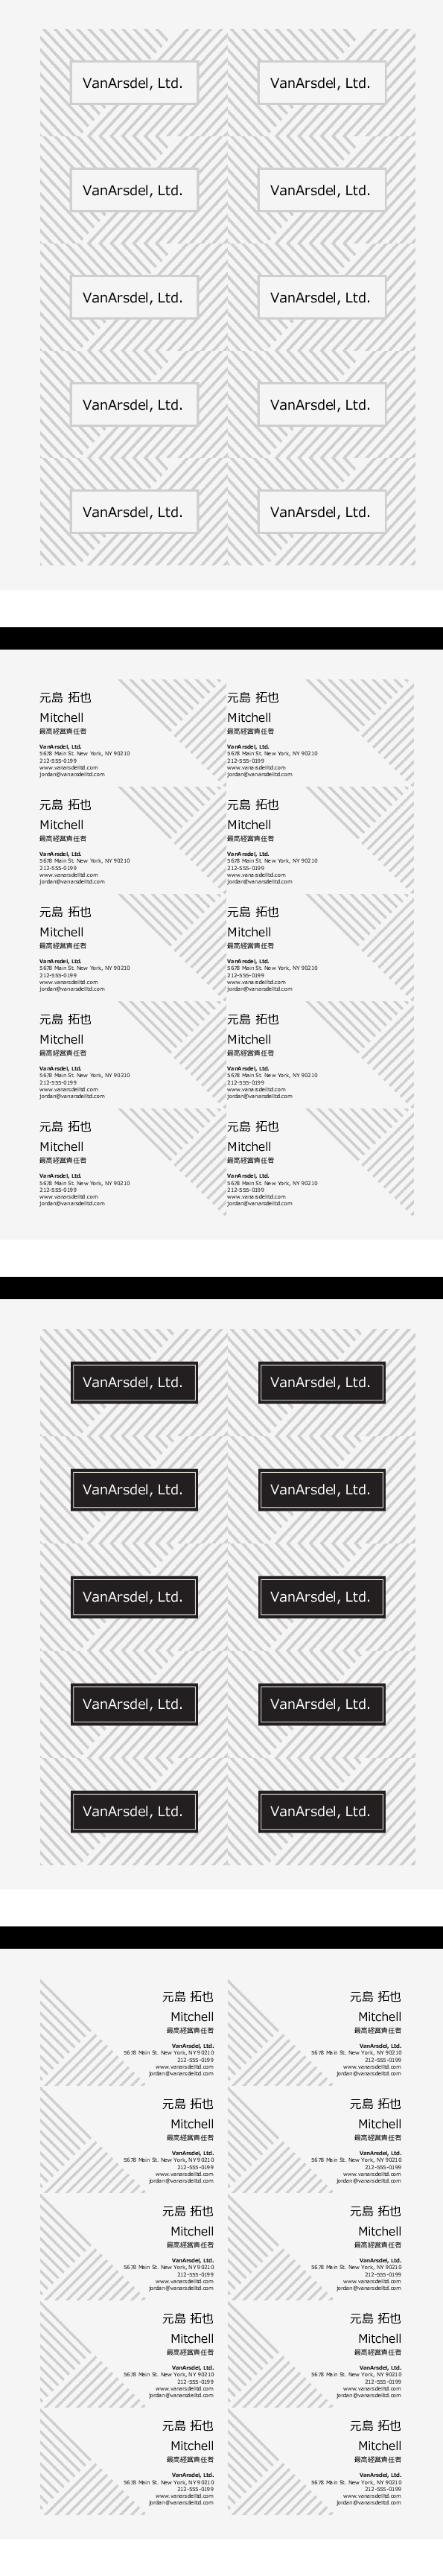 VanArsdel, Ltd.
VanArsdel, Ltd.
VanArsdel, Ltd.
VanArsdel, Ltd.
VanArsdel, Ltd.
VanArsdel, Ltd.
VanArsdel, Ltd.
VanArsdel, Ltd.
VanArsdel, Ltd.
VanArsdel, Ltd.
元島 拓也
Mitchell
最高経営責任者
VanArsdel, Ltd.
5678 Main St. New York, NY 90210
212-555-0199
www.vanarsdelltd.com
jordan@vanarsdelltd.com
元島 拓也
Mitchell
最高経営責任者
VanArsdel, Ltd.
5678 Main St. New York, NY 90210
212-555-0199
www.vanarsdelltd.com
jordan@vanarsdelltd.com
元島 拓也
Mitchell
最高経営責任者
VanArsdel, Ltd.
5678 Main St. New York, NY 90210
212-555-0199
www.vanarsdelltd.com
jordan@vanarsdelltd.com
元島 拓也
Mitchell
最高経営責任者
VanArsdel, Ltd.
5678 Main St. New York, NY 90210
212-555-0199
www.vanarsdelltd.com
jordan@vanarsdelltd.com
元島 拓也
Mitchell
最高経営責任者
VanArsdel, Ltd.
5678 Main St. New York, NY 90210
212-555-0199
www.vanarsdelltd.com
jordan@vanarsdelltd.com
元島 拓也
Mitchell
最高経営責任者
VanArsdel, Ltd.
5678 Main St. New York, NY 90210
212-555-0199
www.vanarsdelltd.com
jordan@vanarsdelltd.com
元島 拓也
Mitchell
最高経営責任者
VanArsdel, Ltd.
5678 Main St. New York, NY 90210
212-555-0199
www.vanarsdelltd.com
jordan@vanarsdelltd.com
元島 拓也
Mitchell
最高経営責任者
VanArsdel, Ltd.
5678 Main St. New York, NY 90210
212-555-0199
www.vanarsdelltd.com
jordan@vanarsdelltd.com
元島 拓也
Mitchell
最高経営責任者
VanArsdel, Ltd.
5678 Main St. New York, NY 90210
212-555-0199
www.vanarsdelltd.com
jordan@vanarsdelltd.com
元島 拓也
Mitchell
最高経営責任者
VanArsdel, Ltd.
5678 Main St. New York, NY 90210
212-555-0199
www.vanarsdelltd.com
jordan@vanarsdelltd.com
VanArsdel, Ltd.
VanArsdel, Ltd.
VanArsdel, Ltd.
VanArsdel, Ltd.
VanArsdel, Ltd.
VanArsdel, Ltd.
VanArsdel, Ltd.
VanArsdel, Ltd.
VanArsdel, Ltd.
VanArsdel, Ltd.
元島 拓也
Mitchell
最高経営責任者
VanArsdel, Ltd.
5678 Main St. New York, NY 90210
212-555-0199
www.vanarsdelltd.com
jordan@vanarsdelltd.com
元島 拓也
Mitchell
最高経営責任者
VanArsdel, Ltd.
5678 Main St. New York, NY 90210
212-555-0199
www.vanarsdelltd.com
jordan@vanarsdelltd.com
元島 拓也
Mitchell
最高経営責任者
VanArsdel, Ltd.
5678 Main St. New York, NY 90210
212-555-0199
www.vanarsdelltd.com
jordan@vanarsdelltd.com
元島 拓也
Mitchell
最高経営責任者
VanArsdel, Ltd.
5678 Main St. New York, NY 90210
212-555-0199
www.vanarsdelltd.com
jordan@vanarsdelltd.com
元島 拓也
Mitchell
最高経営責任者
VanArsdel, Ltd.
5678 Main St. New York, NY 90210
212-555-0199
www.vanarsdelltd.com
jordan@vanarsdelltd.com
元島 拓也
Mitchell
最高経営責任者
VanArsdel, Ltd.
5678 Main St. New York, NY 90210
212-555-0199
www.vanarsdelltd.com
jordan@vanarsdelltd.com
元島 拓也
Mitchell
最高経営責任者
VanArsdel, Ltd.
5678 Main St. New York, NY 90210
212-555-0199
www.vanarsdelltd.com
jordan@vanarsdelltd.com
元島 拓也
Mitchell
最高経営責任者
VanArsdel, Ltd.
5678 Main St. New York, NY 90210
212-555-0199
www.vanarsdelltd.com
jordan@vanarsdelltd.com
元島 拓也
Mitchell
最高経営責任者
VanArsdel, Ltd.
5678 Main St. New York, NY 90210
212-555-0199
www.vanarsdelltd.com
jordan@vanarsdelltd.com
元島 拓也
Mitchell
最高経営責任者
VanArsdel, Ltd.
5678 Main St. New York, NY 90210
212-555-0199
www.vanarsdelltd.com
jordan@vanarsdelltd.com